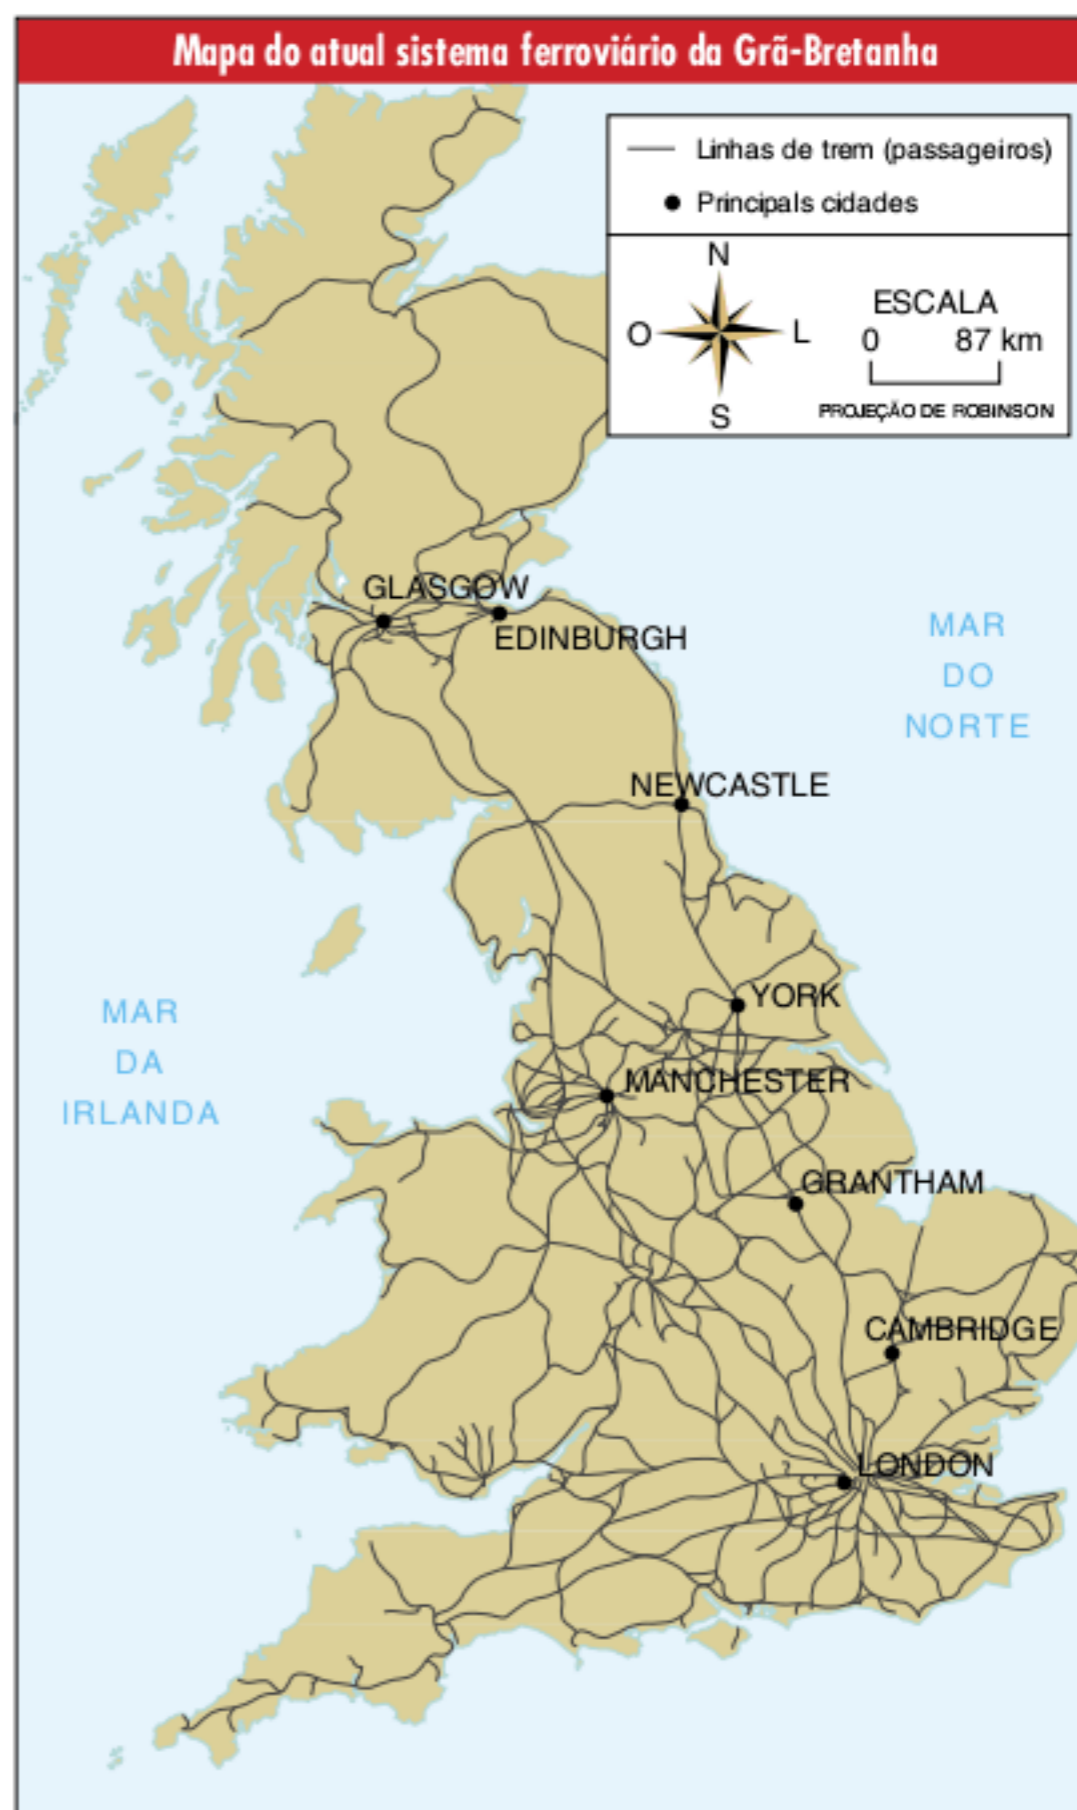 Mapa do atual sistema ferroviário da Grã-Bretanha
Linhas de trem (passageiros)
Principals cidades
N
O
L
S
ESCALA
0 87 km
PROJEÇÃO DE ROBINSON
GLASGOW
EDINBURGH
MAR
DO
NORTE
NEWCASTLE
YORK
MAR
DA
IRLANDA
MANCHESTER
GRANTHAM
CAMBRIDGE
LONDON